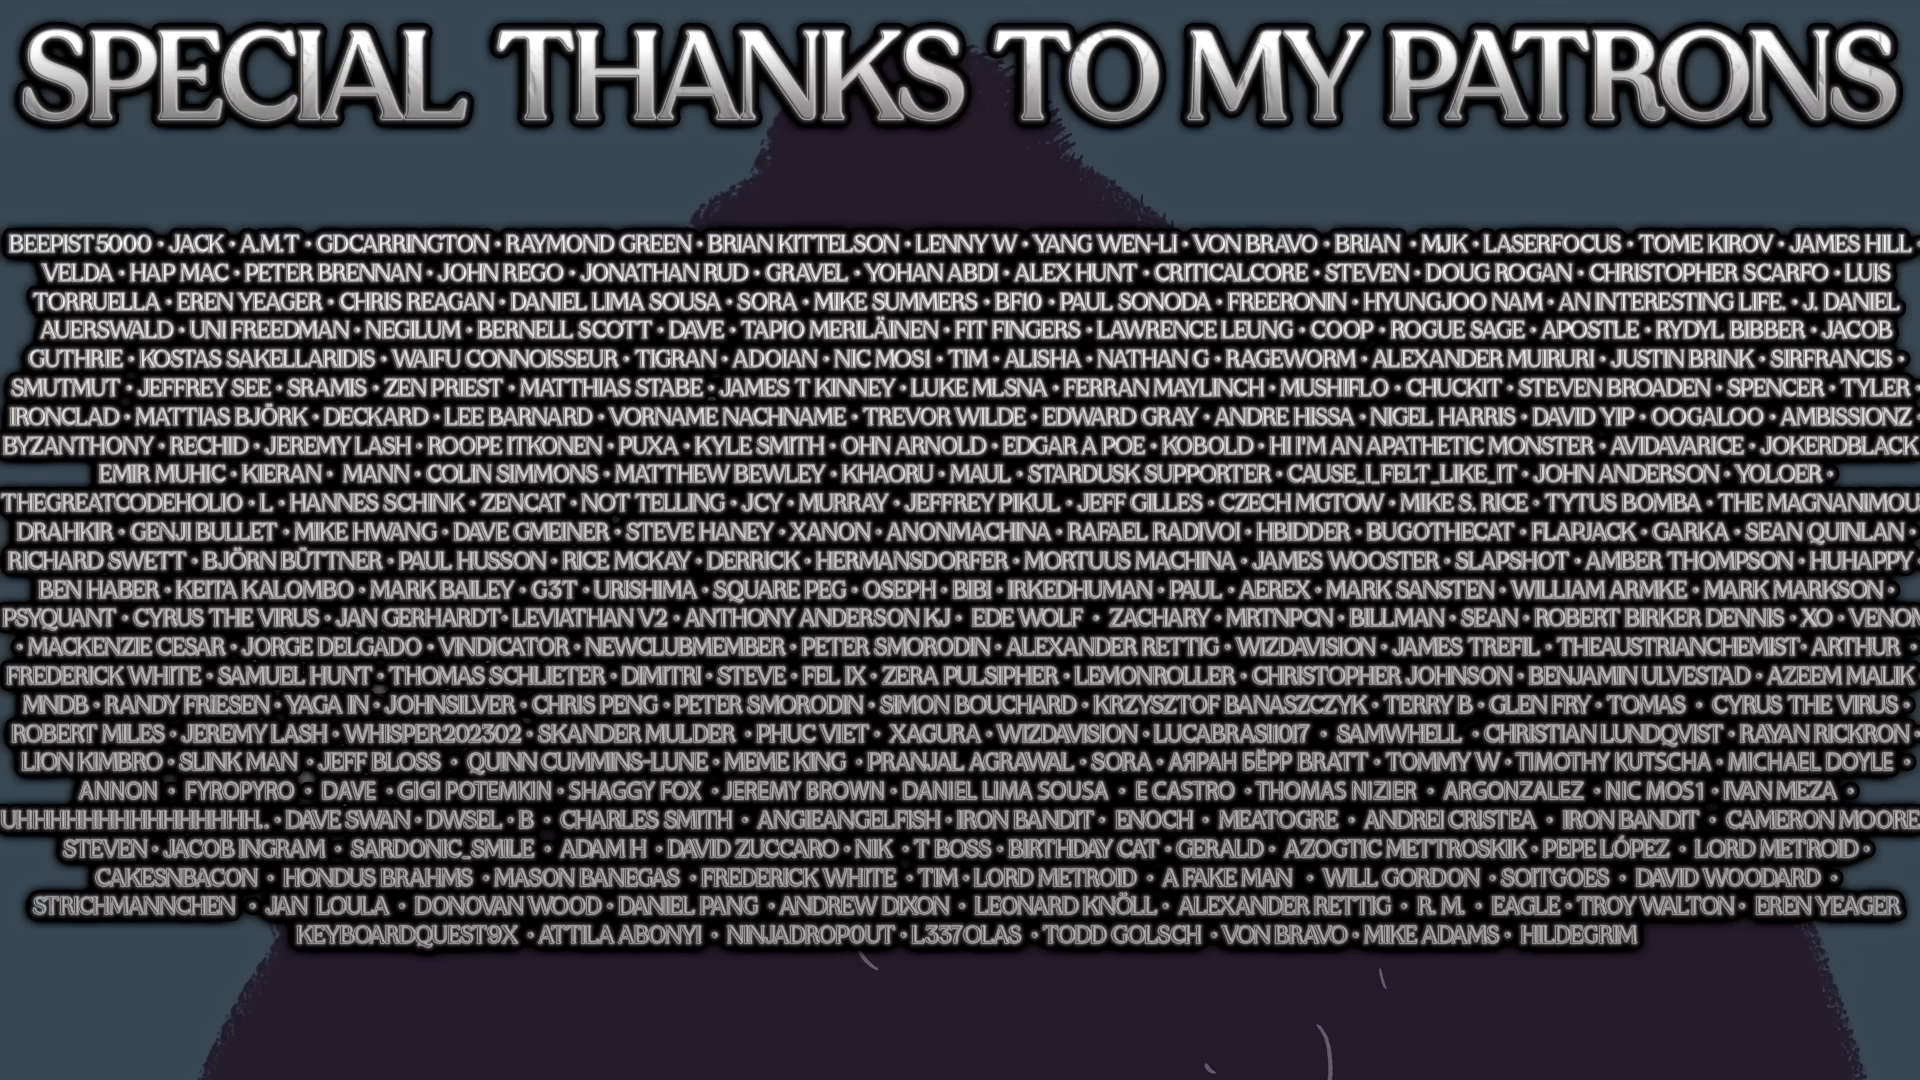 SPECIAL THANKS TO MY PATRONS
BEEPIST5000 • JACK • A.M.T • GDCARRINGTON • RAYMOND GREEN • BRIAN KITTELSON • LENNY W • YANG WEN-LI • VON BRAVO • BRIAN • MJK • LASERFOCUS • TOME KIROV • JAMES HILL •
VELDA • HAP MAC • PETER BRENNAN • JOHN REGO • JONATHAN RUD • GRAVEL • YOHAN ABDI • ALEX HUNT • CRITICALCORE • STEVEN • DOUG ROGAN • CHRISTOPHER SCARFO • LUIS
TORRUELLA • EREN YEAGER • CHRIS REAGAN • DANIEL LIMA SOUSA • SORA • MIKE SUMMERS • BF10 • PAUL SONODA • FREERONIN • HYUNGJOO NAM • AN INTERESTING LIFE. • J. DANIEL
AUERSWALD • UNI FREEDMAN • NEGILUM • BERNELL SCOTT • DAVE • TAPIO MERILÄINEN • FIT FINGERS • LAWRENCE LEUNG • COOP • ROGUE SAGE • APOSTLE • RYDYL BIBBER • JACOB
GUTHRIE • KOSTAS SAKELLARIDIS • WAIFU CONNOISSEUR • TIGRAN • ADOIAN • NIC MOS1 • TIM • ALISHA • NATHAN G • RAGEWORM • ALEXANDER MUIRURI • JUSTIN BRINK • SIRFRANCIS •
SMUTMUT • JEFFREY SEE • SRAMIS • ZEN PRIEST • MATTHIAS STABE • JAMES T KINNEY • LUKE MLSNA • FERRAN MAYLINCH • MUSHIFLO • CHUCKIT • STEVEN BROADEN • SPENCER • TYLER •
IRONCLAD • MATTIAS BJÖRK • DECKARD • LEE BARNARD • VORNAME NACHNAME • TREVOR WILDE • EDWARD GRAY • ANDRE HISSA • NIGEL HARRIS • DAVID YIP • OOGALOO • AMBISSIONZ •
BYZANTHONY • RECHID • JEREMY LASH • ROOPE ITKONEN • PUXA • KYLE SMITH • OHN ARNOLD • EDGAR A POE • KOBOLD • HI I'M AN APATHETIC MONSTER • AVIDAVARICE • JOKERDBLACK
EMIR MUHIC • KIERAN • MANN • COLIN SIMMONS • MATTHEW BEWLEY • KHAORU • MAUL • STARDUSK SUPPORTER • CAUSE_I_FELT_LIKE_IT • JOHN ANDERSON • YOLOER •
THEGREATCODEHOLIO • L • HANNES SCHINK • ZENCAT • NOT TELLING • JCY • MURRAY • JEFFREY PIKUL • JEFF GILLES • CZECH MGTOW • MIKE S. RICE • TYTUS BOMBA • THE MAGNANIMOU
DRAHKIR • GENJI BULLET • MIKE HWANG • DAVE GMEINER • STEVE HANEY • XANON • ANONMACHINA • RAFAEL RADIVOI • HBIDDER • BUGOTHECAT • FLAPJACK • GARKA • SEAN QUINLAN •
RICHARD SWETT • BJÖRN BÜTTNER • PAUL HUSSON • RICE MCKAY • DERRICK • HERMANSDORFER • MORTUUS MACHINA • JAMES WOOSTER • SLAPSHOT • AMBER THOMPSON • HUHAPPY •
BEN HABER • KEITA KALOMBO • MARK BAILEY • G3T • URISHIMA • SQUARE PEG • OSEPH • BIBI • IRKEDHUMAN • PAUL • AEREX • MARK SANSTEN • WILLIAM ARMKE • MARK MARKSON •
PSYQUANT • CYRUS THE VIRUS • JAN GERHARDT • LEVIATHAN V2 • ANTHONY ANDERSON KJ • EDE WOLF • ZACHARY • MRTNPCN • BILLMAN • SEAN • ROBERT BIRKER DENNIS • XO • VENOM
• MACKENZIE CESAR • JORGE DELGADO • VINDICATOR • NEWCLUBMEMBER • PETER SMORODIN • ALEXANDER RETTIG • WIZDAVISION • JAMES TREFIL • THEAUSTRIANCHEMIST • ARTHUR •
FREDERICK WHITE • SAMUEL HUNT • THOMAS SCHLIETER • DIMITRI • STEVE • FEL IX • ZERA PULSIPHER • LEMONROLLER • CHRISTOPHER JOHNSON • BENJAMIN ULVESTAD • AZEEM MALIK •
MNDB • RANDY FRIESEN • YAGA IN • JOHNSILVER • CHRIS PENG • PETER SMORODIN • SIMON BOUCHARD • KRZYSZTOF BANASZCZYK • TERRY B • GLEN FRY • TOMAS • CYRUS THE VIRUS •
ROBERT MILES • JEREMY LASH • WHISPER202302 • SKANDER MULDER • PHUC VIET • XAGURA • WIZDAVISION • LUCABRASI1017 • SAMWHELL • CHRISTIAN LUNDQVIST • RAYAN RICKRON •
LION KIMBRO • SLINK MAN • JEFF BLOSS • QUINN CUMMINS-LUNE • MEME KING • PRANJAL AGRAWAL • SORA • АЯРАН БЁРР BRATT • TOMMY W • TIMOTHY KUTSCHA • MICHAEL DOYLE •
ANNON • FYROPYRO • DAVE • GIGI POTEMKIN • SHAGGY FOX • JEREMY BROWN • DANIEL LIMA SOUSA • E CASTRO • THOMAS NIZIER • ARGONZALEZ • NIC MOS1 • IVAN MEZA •
UHHHHHHHHHHHHHHH.. • DAVE SWAN • DWSEL • B • CHARLES SMITH • ANGIEANGELFISH • IRON BANDIT • ENOCH • MEATOGRE • ANDREI CRISTEA • IRON BANDIT • CAMERON MOORE
STEVEN • JACOB INGRAM • SARDONIC_SMILE • ADAM H • DAVID ZUCCARO • NIK • T BOSS • BIRTHDAY CAT • GERALD • AZOGTIC METTROSKIK • PEPE LÓPEZ • LORD METROID •
CAKESNBACON • HONDUS BRAHMS • MASON BANEGAS • FREDERICK WHITE • TIM • LORD METROID • A FAKE MAN • WILL GORDON • SOITGOES • DAVID WOODARD •
STRICHMANNCHEN • JAN LOULA • DONOVAN WOOD • DANIEL PANG • ANDREW DIXON • LEONARD KNÖLL • ALEXANDER RETTIG • R. M. • EAGLE • TROY WALTON • EREN YEAGER
KEYBOARDQUEST9X • ATTILA ABONYI • NINJADROP0UT • L337OLAS • TODD GOLSCH • VON BRAVO • MIKE ADAMS • HILDEGRIM